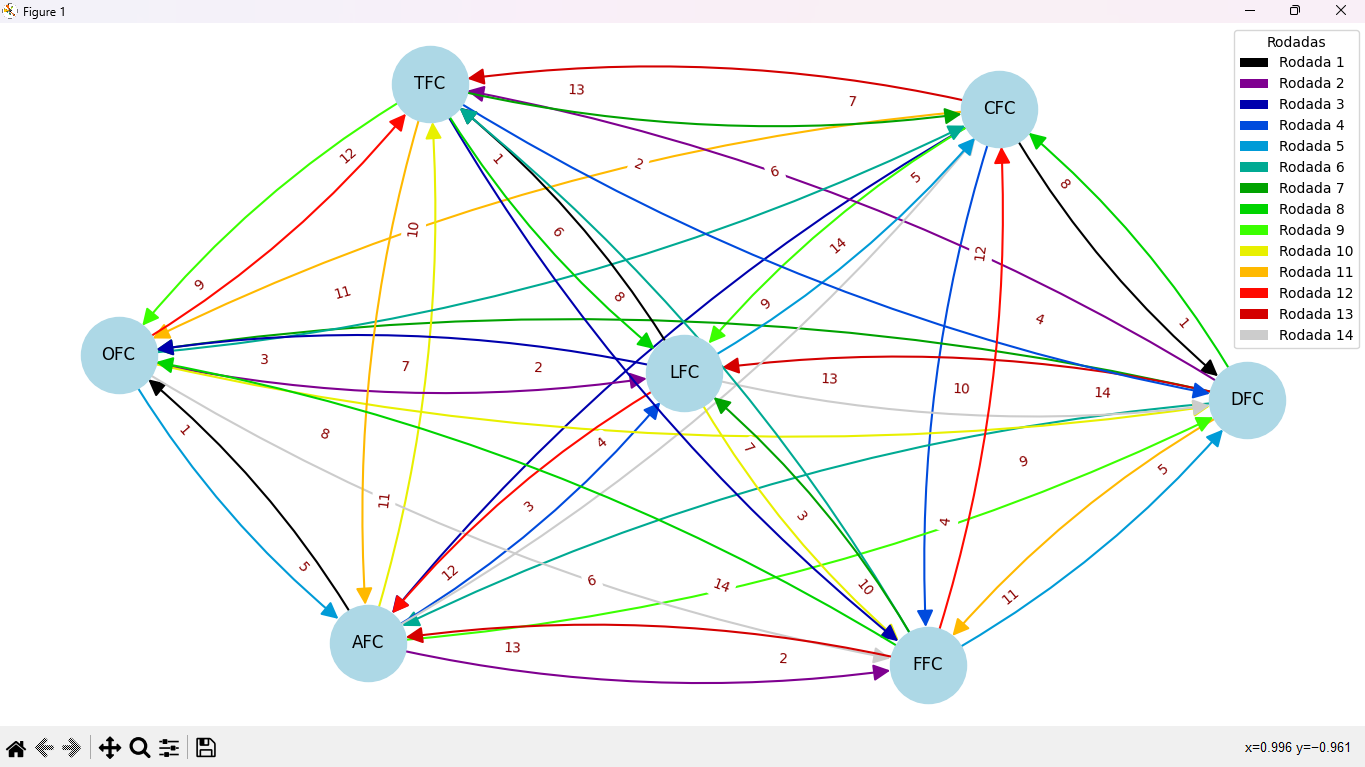 Figure 1
Rodadas
Rodada 1
Rodada 2
Rodada 3
Rodada 4
Rodada 5
Rodada 6
Rodada 7
Rodada 8
Rodada 9
Rodada 10
Rodada 11
Rodada 12
Rodada 13
Rodada 14
TFC
CFC
13
7
12
1
2
6
5
8
10
6
14
12
9
11
8
9
4
1
OFC
3
7
2
LFC
13
10
14
DFC
1
8
4
7
9
5
11
3
3
4
5
12
6
14
10
11
AFC
13
2
FFC
x=0.996 y=−0.961